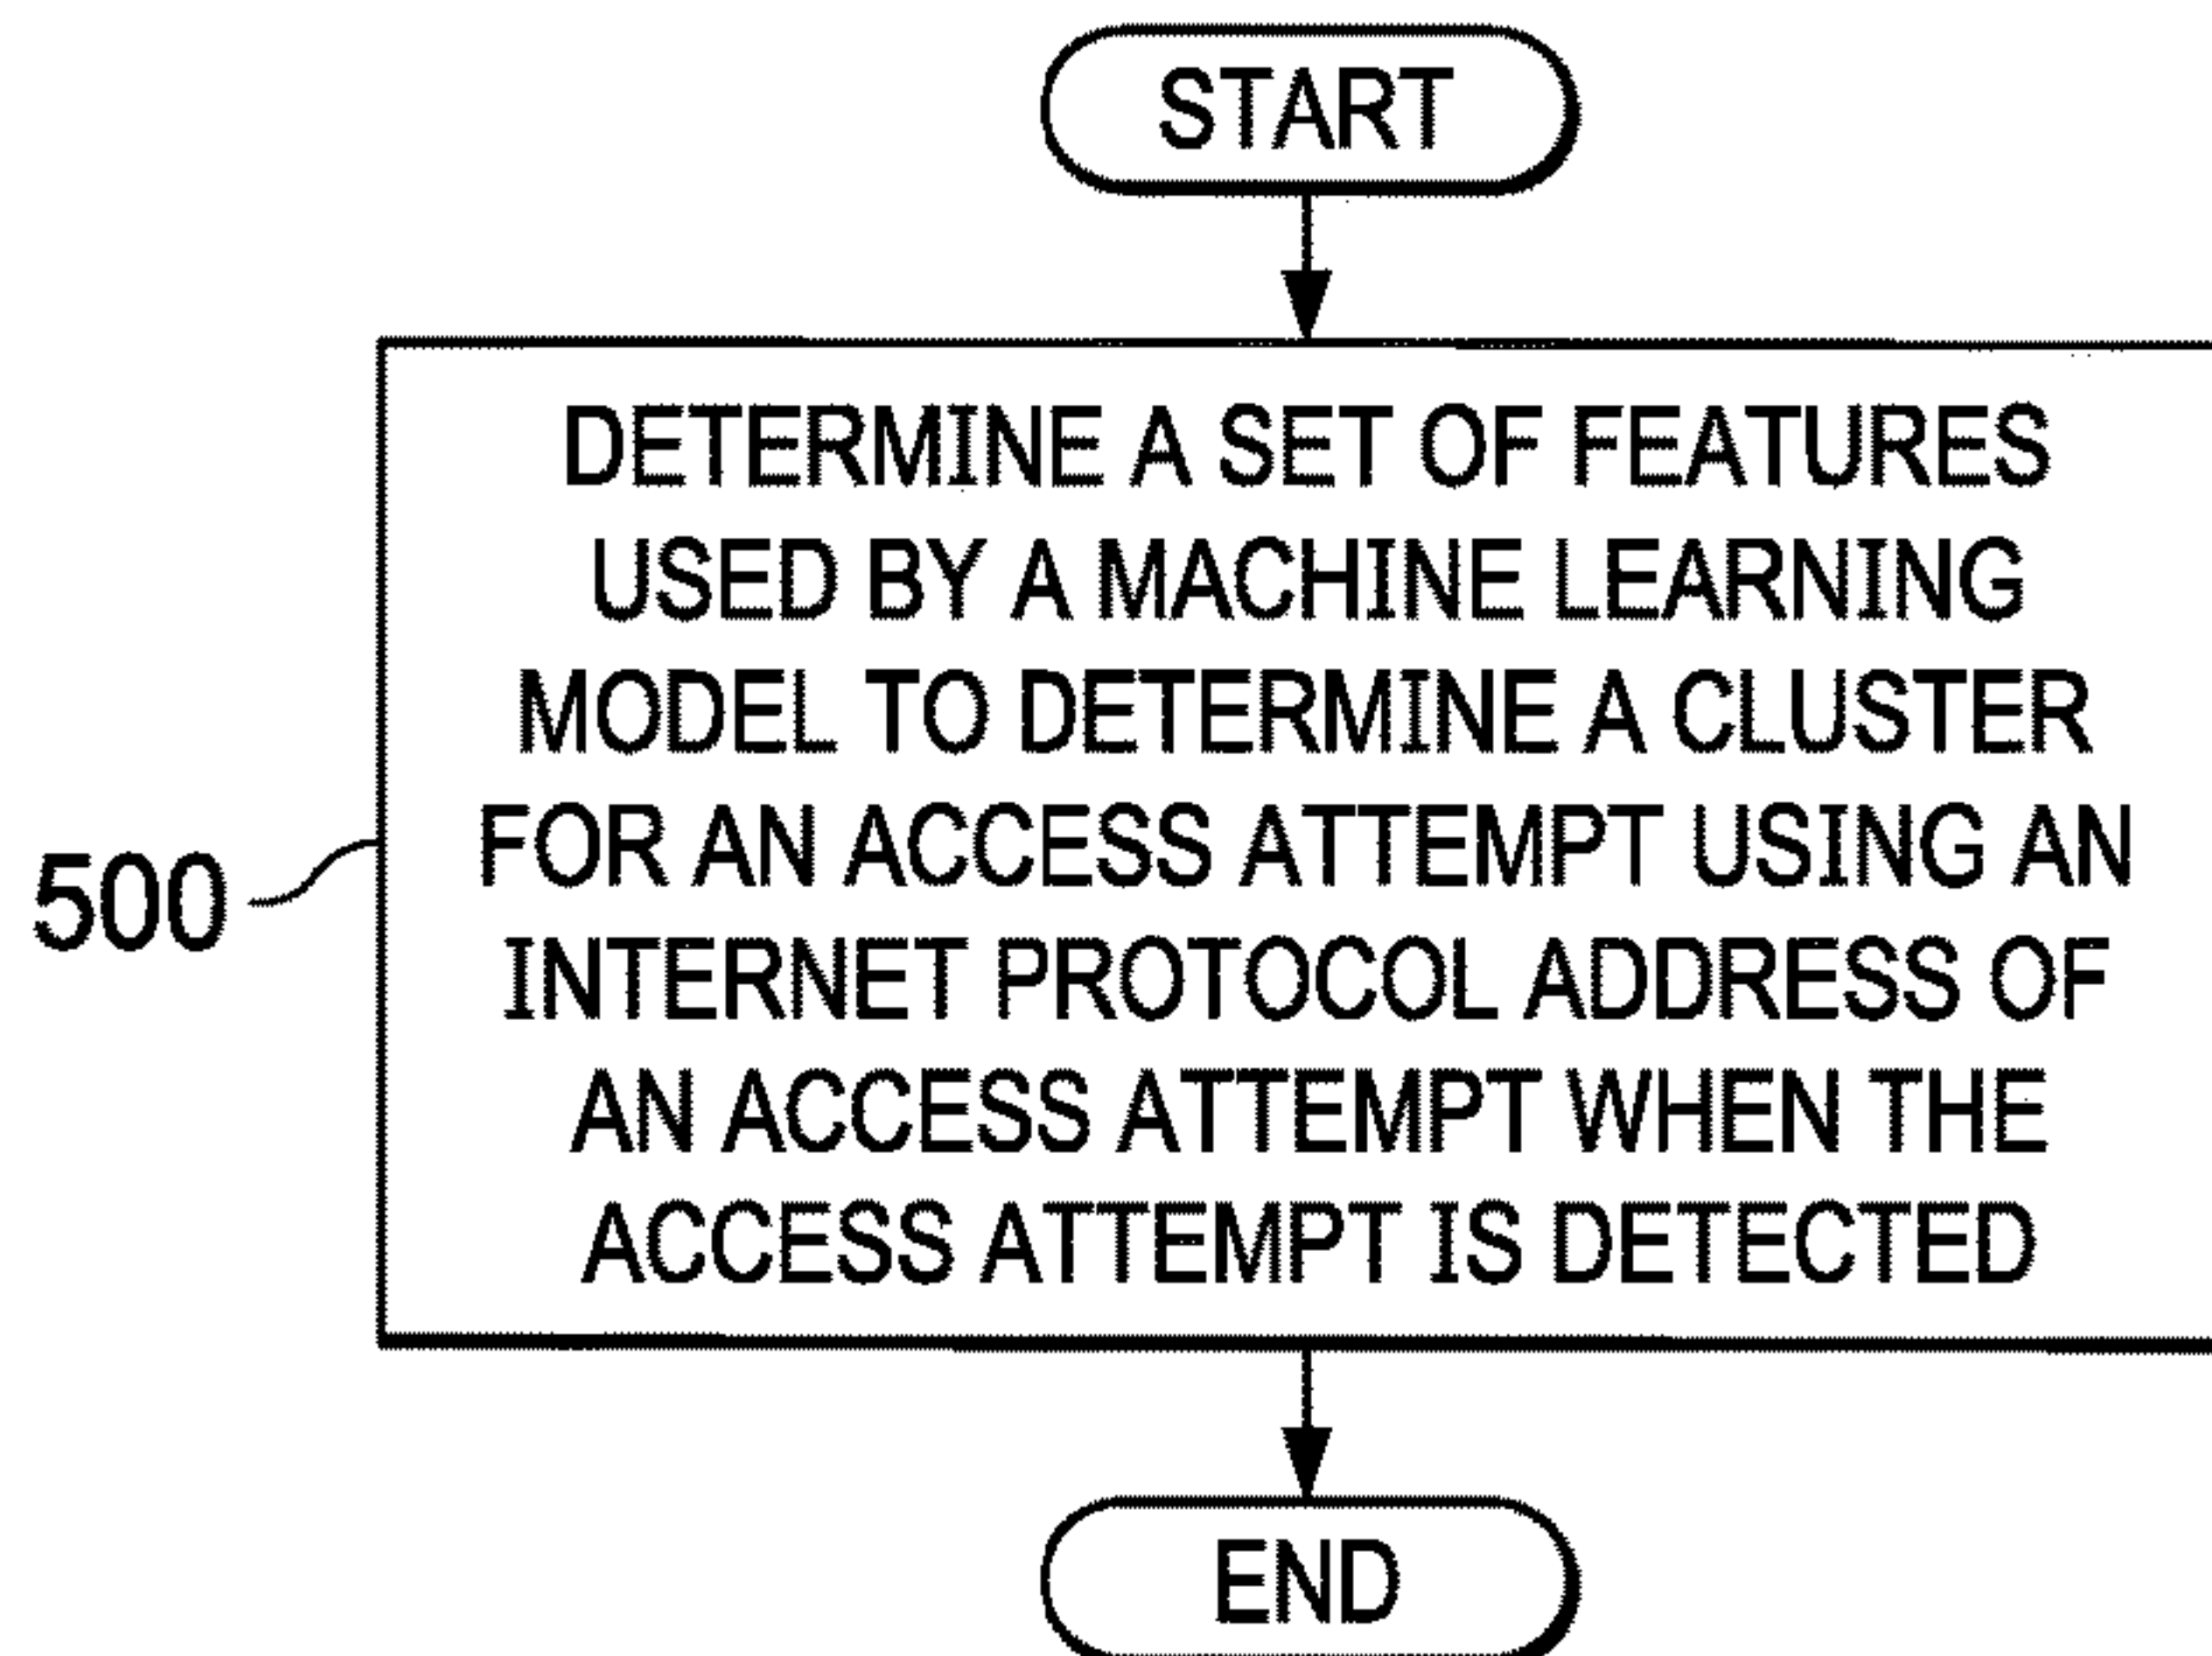 START
DETERMINE A SET OF FEATURES
USED BY A MACHINE LEARNING
MODEL TO DETERMINE A CLUSTER
FOR AN ACCESS ATTEMPT USING AN
INTERNET PROTOCOL ADDRESS OF
AN ACCESS ATTEMPT WHEN THE
ACCESS ATTEMPT IS DETECTED
500
END